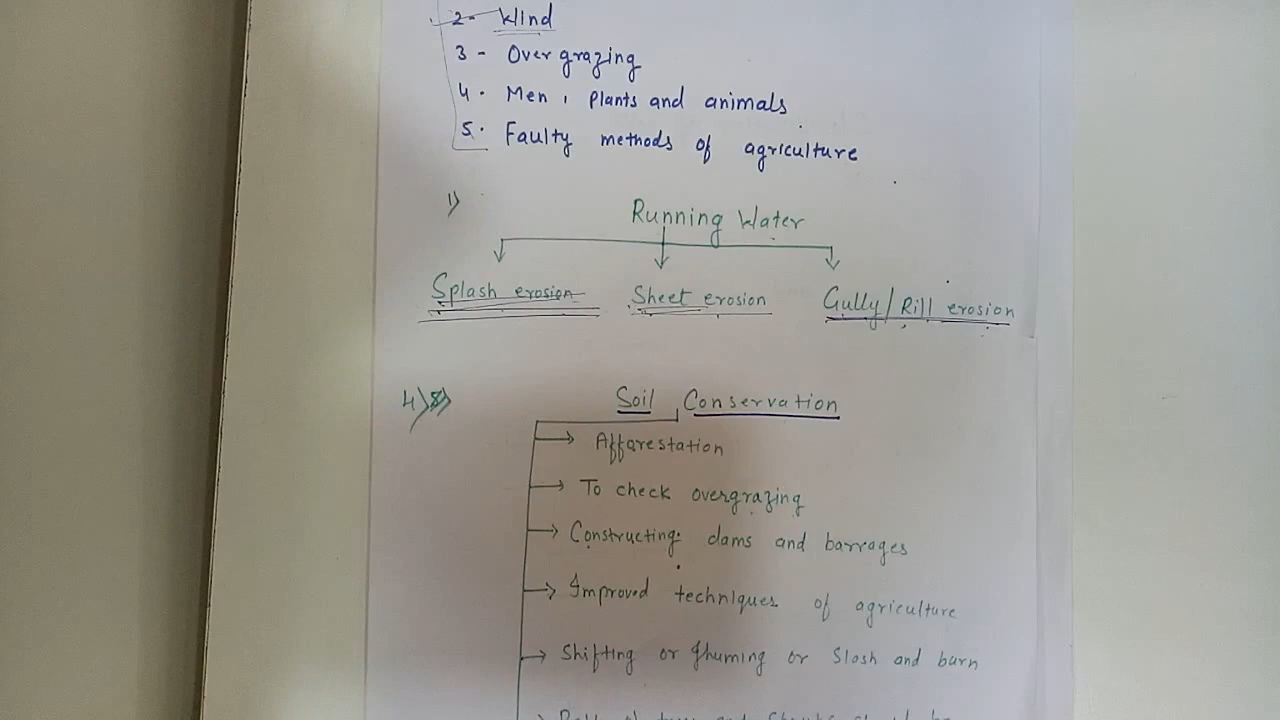 2- Wind
3- Overgrazing
4. Men, plants and animals
5. Faulty methods of agriculture
1) Running Water
Splash erosion Sheet erosion Gully/Rill erosion
4) Soil Conservation
Afforestation
To check overgrazing
Constructing dams and barrages
Improved techniques of agriculture
Shifting or Jhuming or Slash and burn